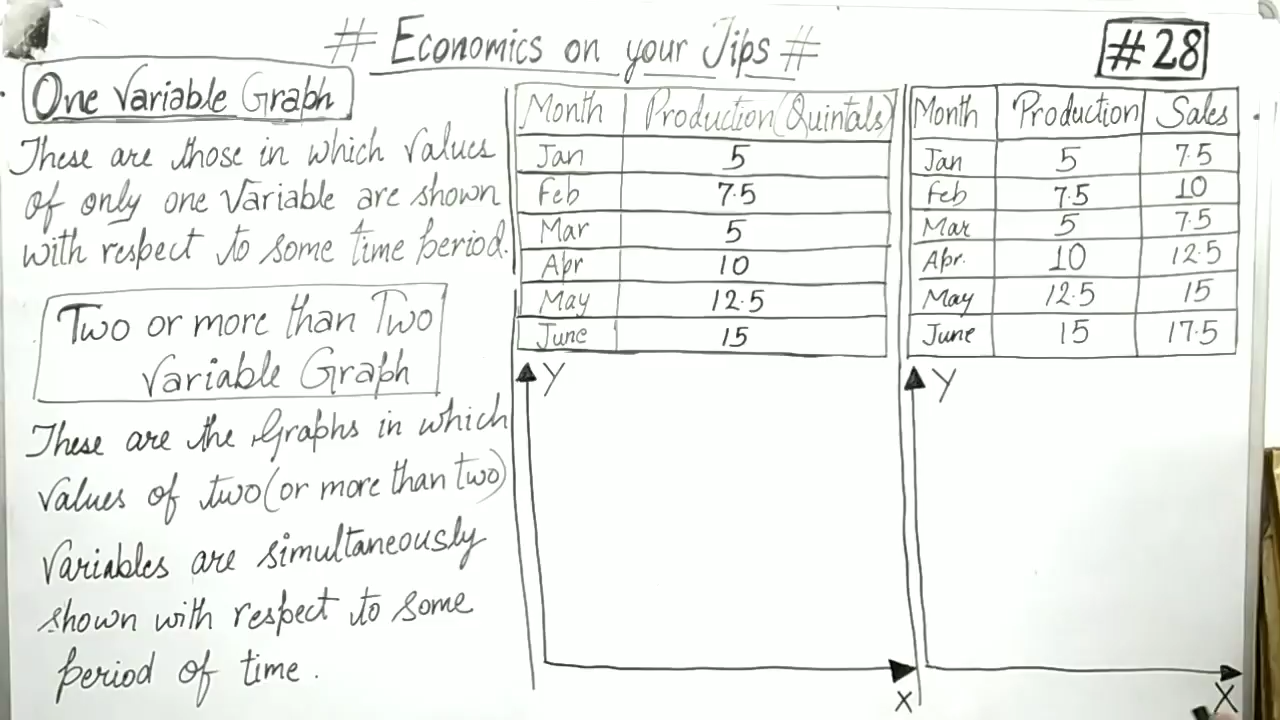 # Economics on your Tips #
#28
One Variable Graph
These are those in which values
of only one Variable are shown
with respect to some time period.
Two or more than Two
Variable Graph
These are the Graphs in which
Values of two (or more than two)
Variables are simultaneously
shown with respect to some
period of time.
Month Production (Quintals)
Jan 5
Feb 7.5
Mar 5
Apr 10
May 12.5
June 15
Y
X
Month Production Sales
Jan 5 7.5
Feb 7.5 10
Mar 5 7.5
Apr. 10 12.5
May 12.5 15
June 15 17.5
Y
X